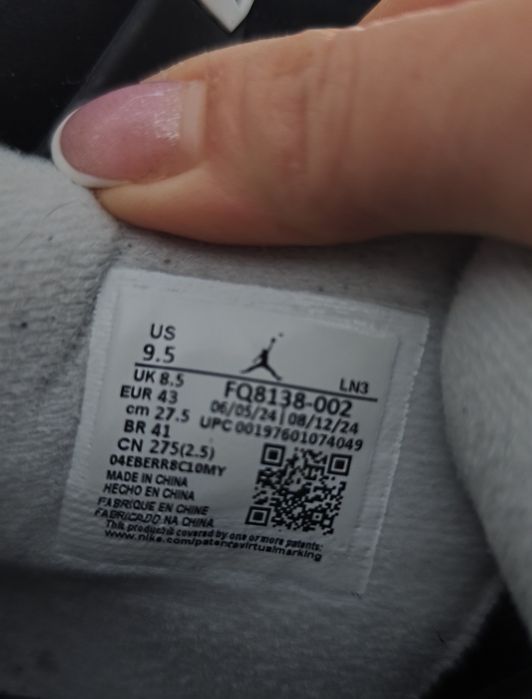 US
9.5
LN3
UK 8.5
FQ8138-002
EUR 43
06/05/24 | 08/12/24
cm 27.5
UPC 00197601074049
BR 41
CN 275(2.5)
04EBERR8C10MY
MADE IN CHINA
HECHO EN CHINA
FABRIQUE EN CHINE
FABRICADO NA CHINA
This product is covered by one or more patents:
www.nike.com/patentsvirtualmarking